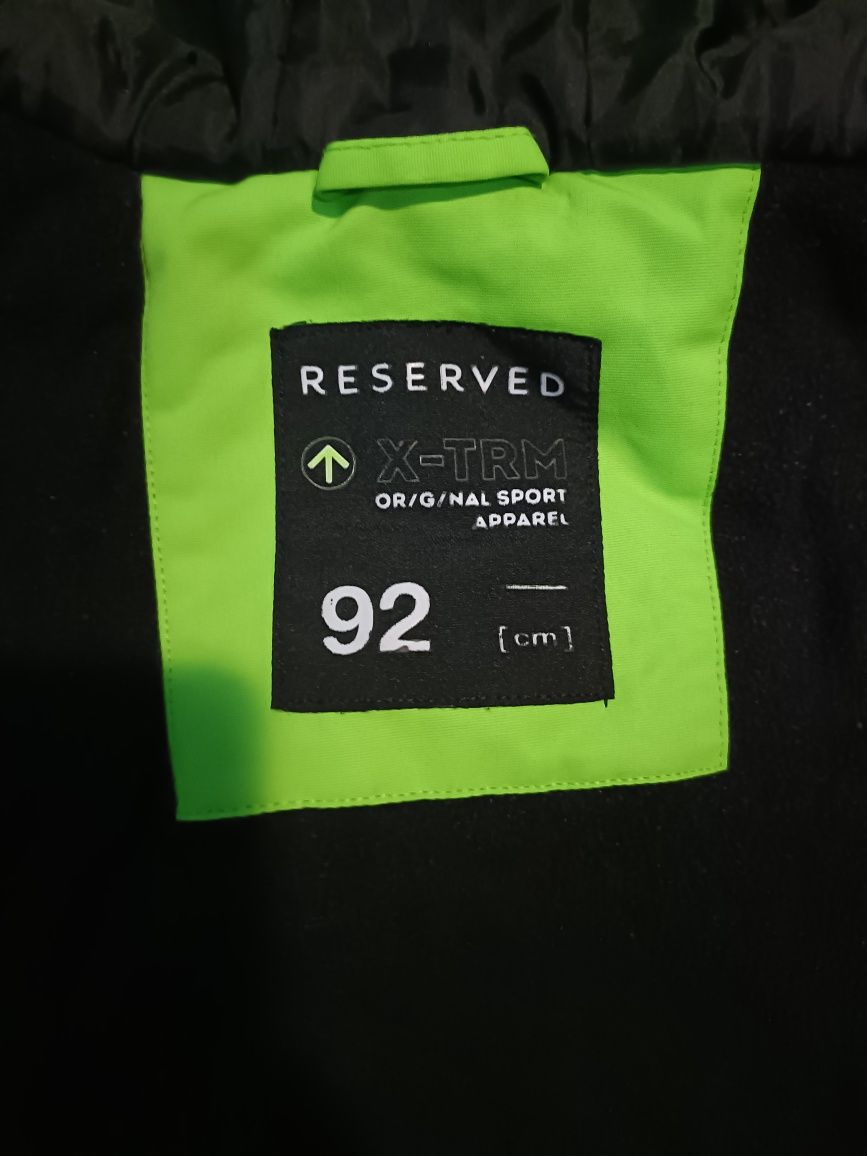 RESERVED
X-TRM
OR/G/NAL SPORT
APPAREL
92
[cm]